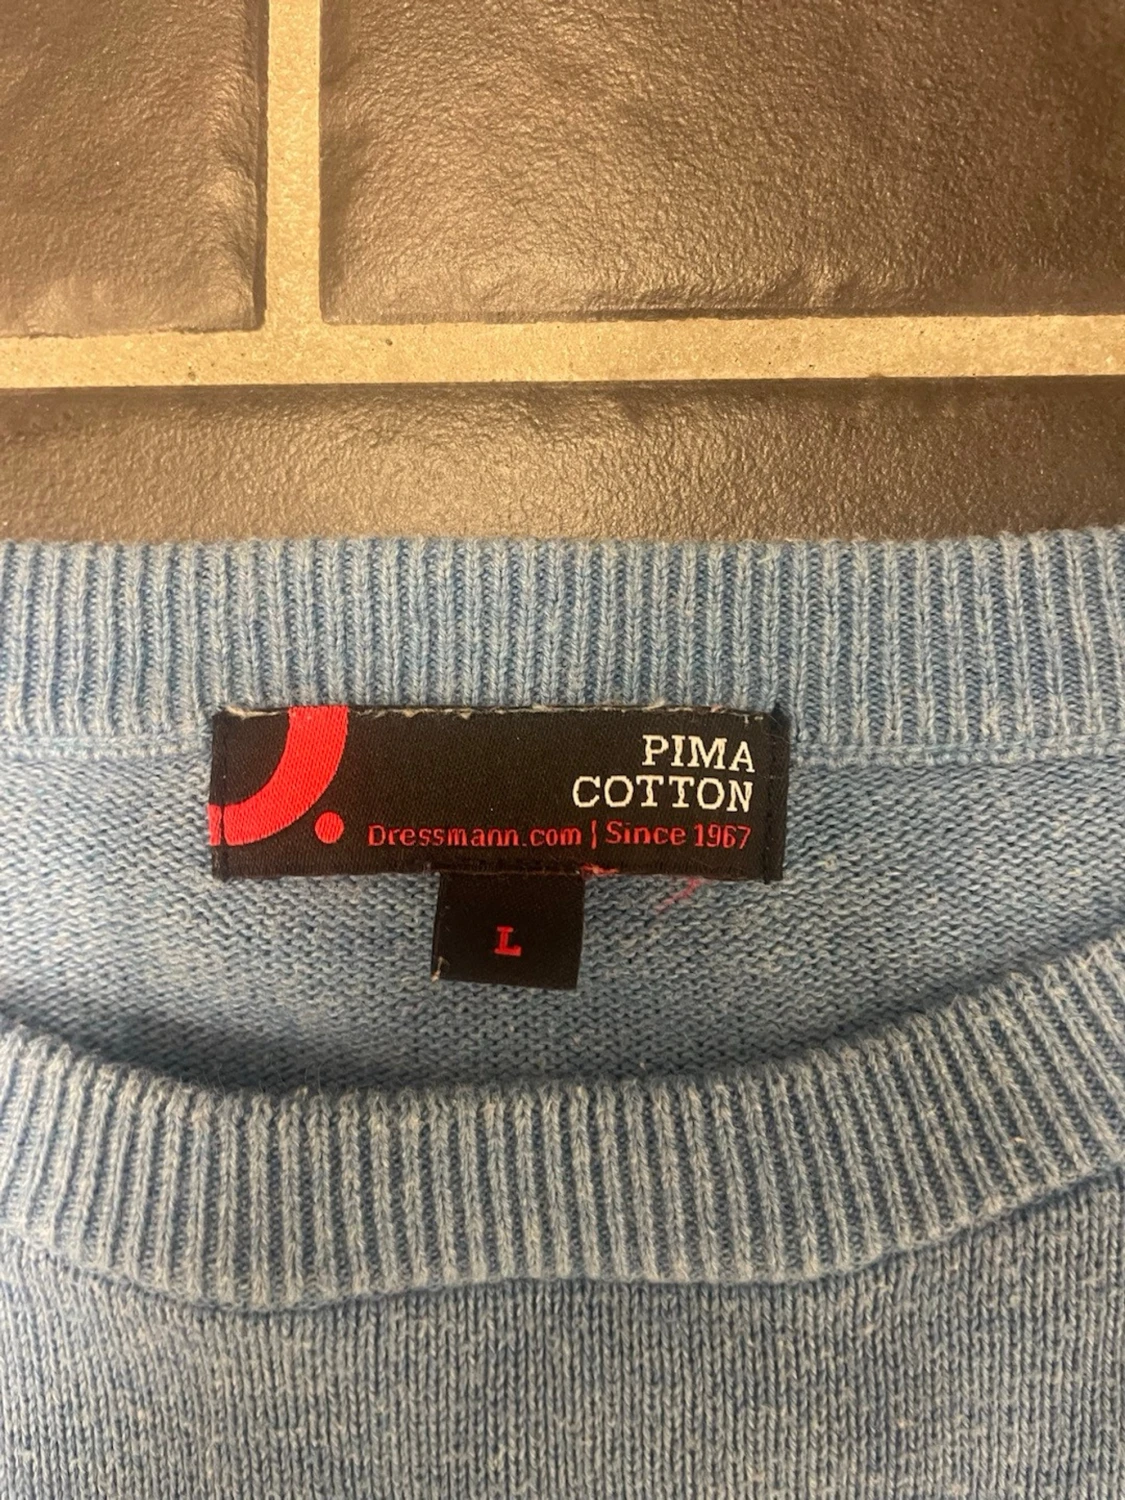 PIMA
COTTON
Dressmann.com | Since 1967
L